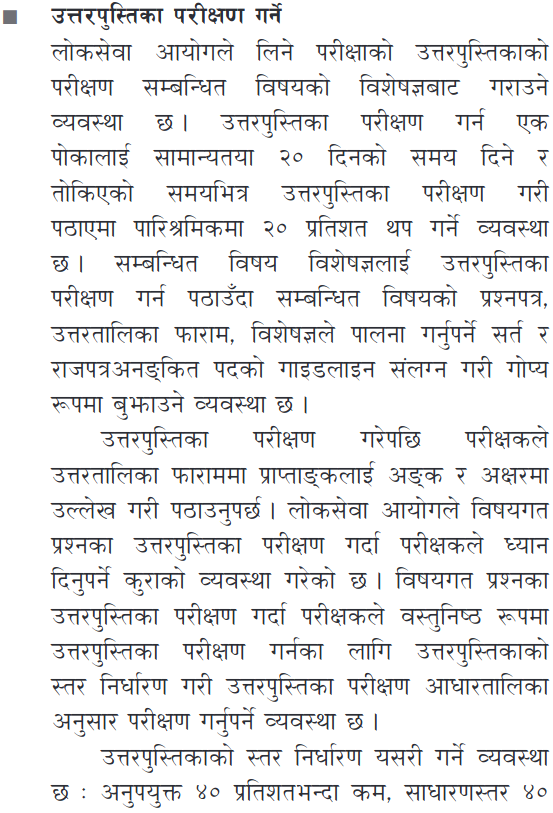 ■ उत्तरपुस्तिका परीक्षण गर्ने
लोकसेवा आयोगले लिने परीक्षाको उत्तरपुस्तिकाको
परीक्षण सम्बन्धित विषयको विशेषज्ञबाट गराउने
व्यवस्था छ । उत्तरपुस्तिका परीक्षण गर्न एक
पोकालाई सामान्यतया २० दिनको समय दिने र
तोकिएको समयभित्र उत्तरपुस्तिका परीक्षण गरी
पठाएमा पारिश्रमिकमा २० प्रतिशत थप गर्ने व्यवस्था
छ । सम्बन्धित विषय विशेषज्ञलाई उत्तरपुस्तिका
परीक्षण गर्न पठाउँदा सम्बन्धित विषयको प्रश्नपत्र,
उत्तरतालिका फाराम, विशेषज्ञले पालना गर्नुपर्ने सर्त र
राजपत्रअनङ्कित पदको गाइडलाइन संलग्न गरी गोप्य
रूपमा बुझाउने व्यवस्था छ ।
उत्तरपुस्तिका परीक्षण गरेपछि परीक्षकले
उत्तरतालिका फाराममा प्राप्ताङ्कलाई अङ्क र अक्षरमा
उल्लेख गरी पठाउनुपर्छ । लोकसेवा आयोगले विषयगत
प्रश्नका उत्तरपुस्तिका परीक्षण गर्दा परीक्षकले ध्यान
दिनुपर्ने कुराको व्यवस्था गरेको छ । विषयगत प्रश्नका
उत्तरपुस्तिका परीक्षण गर्दा परीक्षकले वस्तुनिष्ठ रूपमा
उत्तरपुस्तिका परीक्षण गर्नका लागि उत्तरपुस्तिकाको
स्तर निर्धारण गरी उत्तरपुस्तिका परीक्षण आधारतालिका
अनुसार परीक्षण गर्नुपर्ने व्यवस्था छ ।
उत्तरपुस्तिकाको स्तर निर्धारण यसरी गर्ने व्यवस्था
छ : अनुपयुक्त ४० प्रतिशतभन्दा कम, साधारणस्तर ४०